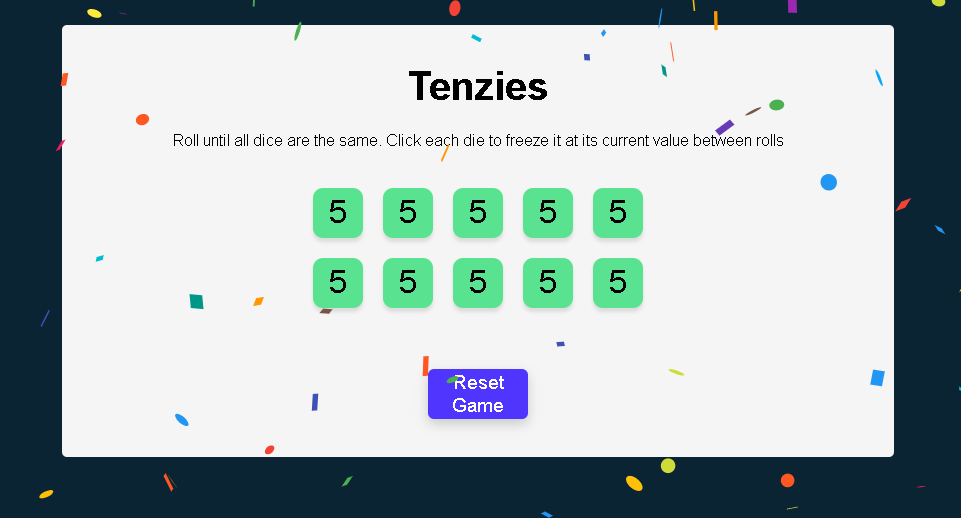 Tenzies
Roll until all dice are the same. Click each die to freeze it at its current value between rolls
5 5 5 5 5
5 5 5 5 5
Reset
Game